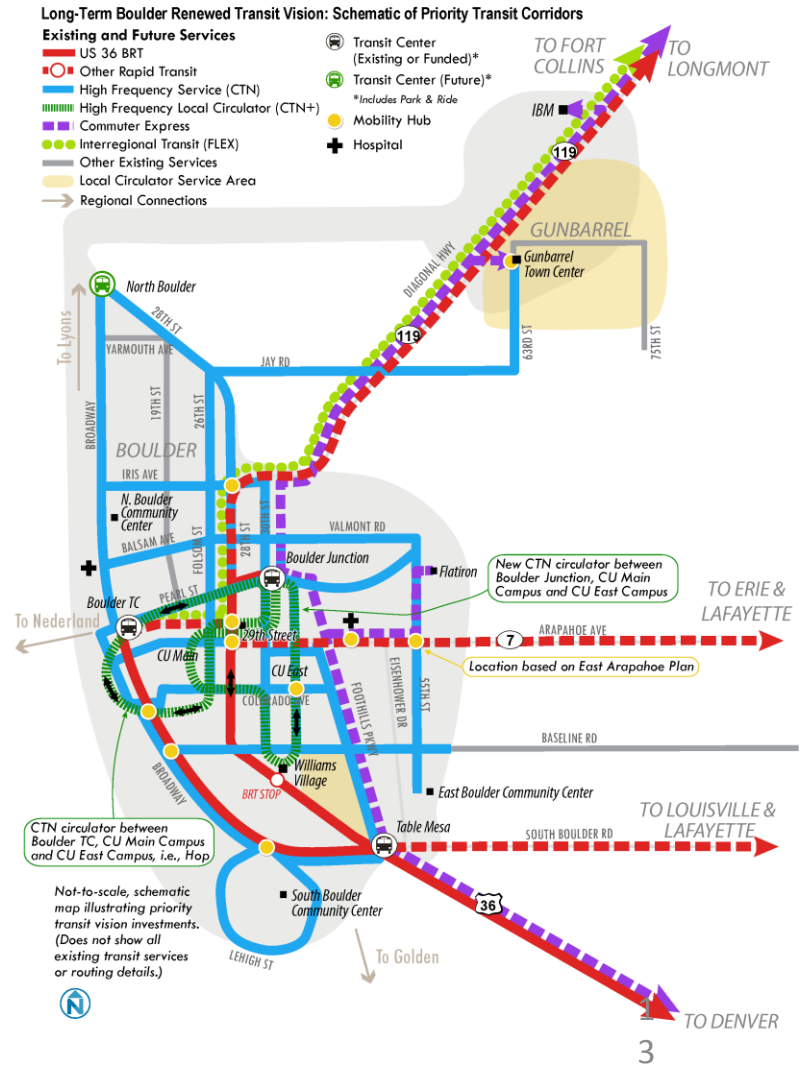 Long-Term Boulder Renewed Transit Vision: Schematic of Priority Transit Corridors
Existing and Future Services
US 36 BRT
Other Rapid Transit
High Frequency Service (CTN)
High Frequency Local Circulator (CTN+)
Commuter Express
Interregional Transit (FLEX)
Other Existing Services
Local Circulator Service Area
Regional Connections
Transit Center
(Existing or Funded)*
Transit Center (Future)*
*Includes Park & Ride
Mobility Hub
Hospital
TO FORT
COLLINS
TO
LONGMONT
IBM
119
GUNBARREL
Gunbarrel
Town Center
DIAGONAL HWY
119
63RD ST
75TH ST
North Boulder
28TH ST
To Lyons
YARMOUTH AVE
JAY RD
BROADWAY
19TH ST
26TH ST
BOULDER
IRIS AVE
N. Boulder
Community
Center
FOLSOM ST
28TH ST
30TH ST
VALMONT RD
BALSAM AVE
Boulder Junction
Flatiron
New CTN circulator between
Boulder Junction, CU Main
Campus and CU East Campus
PEARL ST
Boulder TC
To Nederland
TO ERIE &
LAFAYETTE
29th Street
7
ARAPAHOE AVE
CU Main
Location based on East Arapahoe Plan
CU East
COLORADO AVE
FOOTHILLS PKWY
EISENHOWER DR
55TH ST
BASELINE RD
BROADWAY
Williams
Village
BRT STOP
East Boulder Community Center
TO LOUISVILLE &
LAFAYETTE
CTN circulator between
Boulder TC, CU Main Campus
and CU East Campus, i.e., Hop
Table Mesa
SOUTH BOULDER RD
Not-to-scale, schematic
map illustrating priority
transit vision investments.
(Does not show all
existing transit services
or routing details.)
South Boulder
Community Center
36
LEHIGH ST
To Golden
N
1
TO DENVER
3